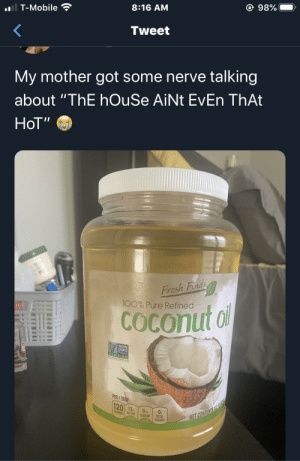 T-Mobile
8:16 AM
98%
Tweet
My mother got some nerve talking
about “ThE hOuSe AiNt EvEn ThAt
HoT” 😭
Fresh Finds
100% Pure Refined
coconut oil
120